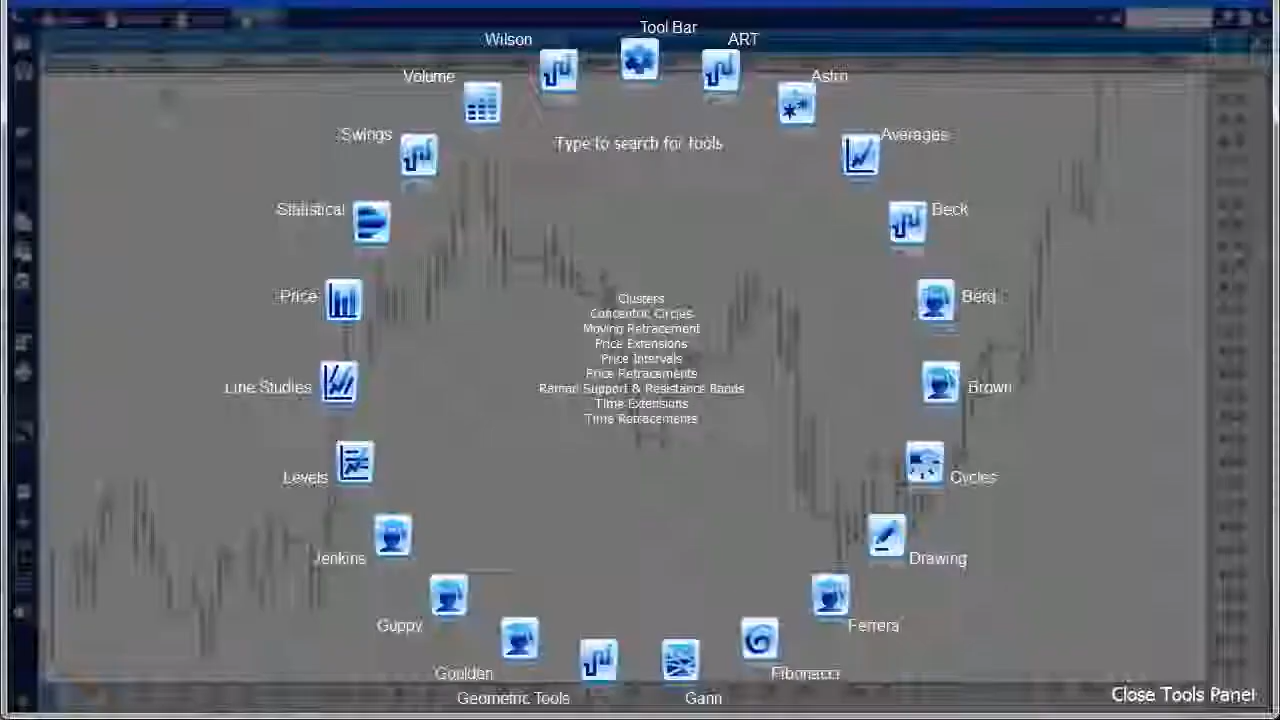 Tool Bar
Wilson
ART
Volume
Astro
Swings
Type to search for tools
Averages
Statistical
Beck
Price
Clusters
Concentric Circles
Moving Retracement
Price Extensions
Price Intervals
Price Retracements
Raman Support & Resistance Bands
Time Extensions
Time Retracements
Line Studies
Brown
Levels
Cycles
Jenkins
Drawing
Guppy
Ferrera
Goulden
Fibonacci
Geometric Tools
Gann
Close Tools Panel